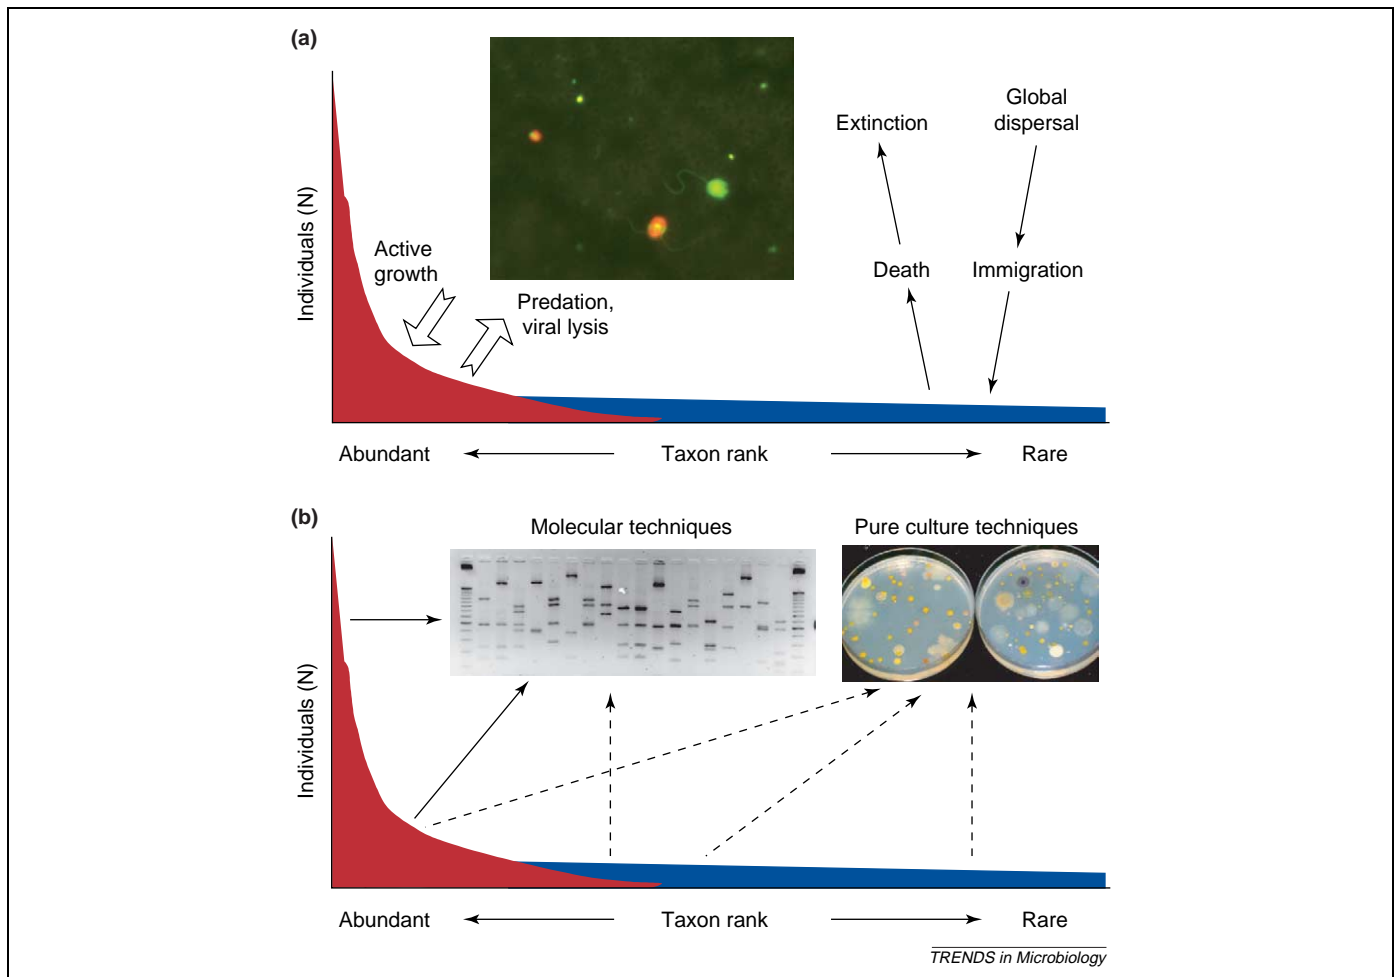 (a)
Individuals (N)
Active
growth
Predation,
viral lysis
Extinction
Global
dispersal
Death
Immigration
Abundant
Taxon rank
Rare
(b)
Molecular techniques
Pure culture techniques
Individuals (N)
Abundant
Taxon rank
Rare
TRENDS in Microbiology